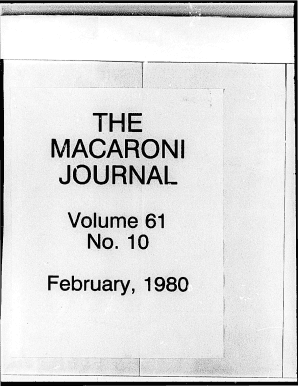 THE
MACARONI
JOURNAL
Volume 61
No. 10
February, 1980